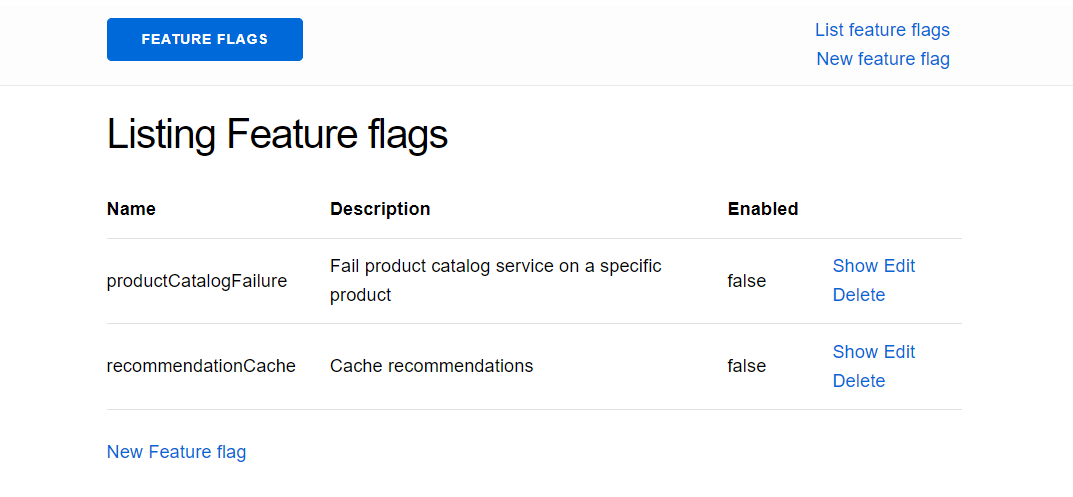 FEATURE FLAGS
List feature flags
New feature flag
Listing Feature flags
Name Description Enabled
productCatalogFailure Fail product catalog service on a specific product false Show Edit Delete
recommendationCache Cache recommendations false Show Edit Delete
New Feature flag